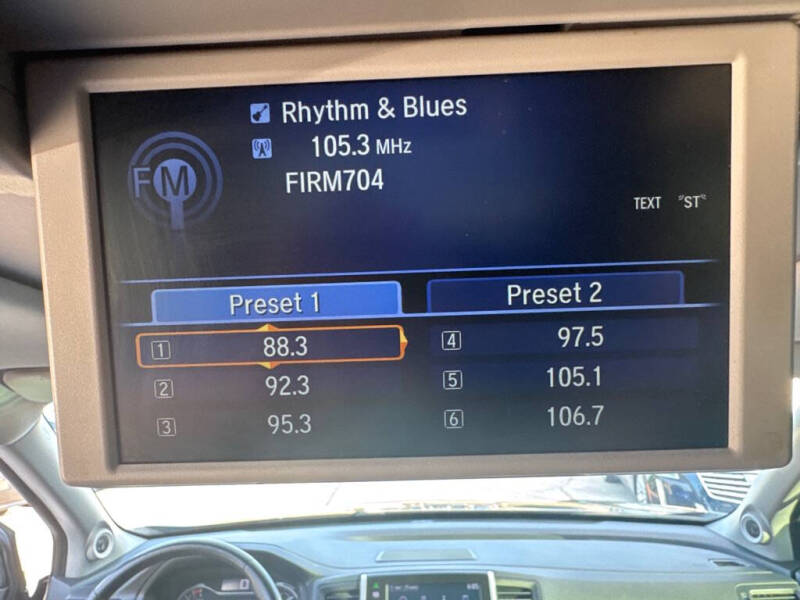 Rhythm & Blues
FM
105.3 MHz
FIRM704
TEXT "ST"
Preset 1 Preset 2
1 88.3 4 97.5
2 92.3 5 105.1
3 95.3 6 106.7